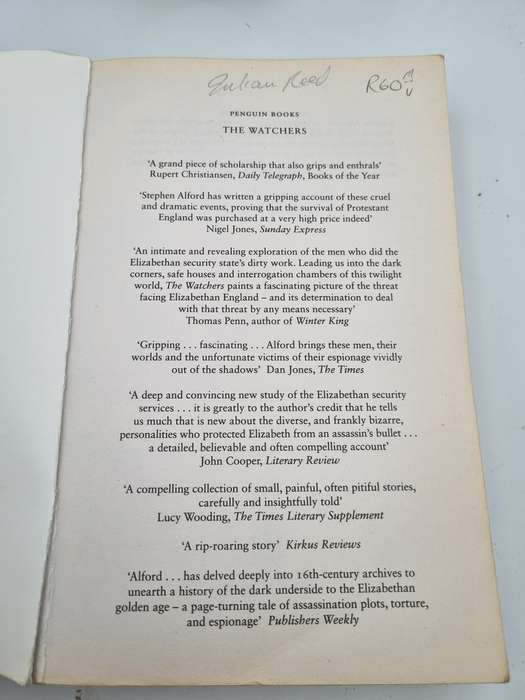 Julian Reed R60
PENGUIN BOOKS
THE WATCHERS
'A grand piece of scholarship that also grips and enthrals'
Rupert Christiansen, Daily Telegraph, Books of the Year
'Stephen Alford has written a gripping account of these cruel
and dramatic events, proving that the survival of Protestant
England was purchased at a very high price indeed'
Nigel Jones, Sunday Express
'An intimate and revealing exploration of the men who did the
Elizabethan security state's dirty work. Leading us into the dark
corners, safe houses and interrogation chambers of this twilight
world, The Watchers paints a fascinating picture of the threat
facing Elizabethan England – and its determination to deal
with that threat by any means necessary'
Thomas Penn, author of Winter King
'Gripping . . . fascinating . . . Alford brings these men, their
worlds and the unfortunate victims of their espionage vividly
out of the shadows' Dan Jones, The Times
'A deep and convincing new study of the Elizabethan security
services . . . it is greatly to the author's credit that he tells
us much that is new about the diverse, and frankly bizarre,
personalities who protected Elizabeth from an assassin's bullet . . .
a detailed, believable and often compelling account'
John Cooper, Literary Review
'A compelling collection of small, painful, often pitiful stories,
carefully and insightfully told'
Lucy Wooding, The Times Literary Supplement
'A rip-roaring story' Kirkus Reviews
'Alford . . . has delved deeply into 16th-century archives to
unearth a history of the dark underside to the Elizabethan
golden age – a page-turning tale of assassination plots, torture,
and espionage' Publishers Weekly